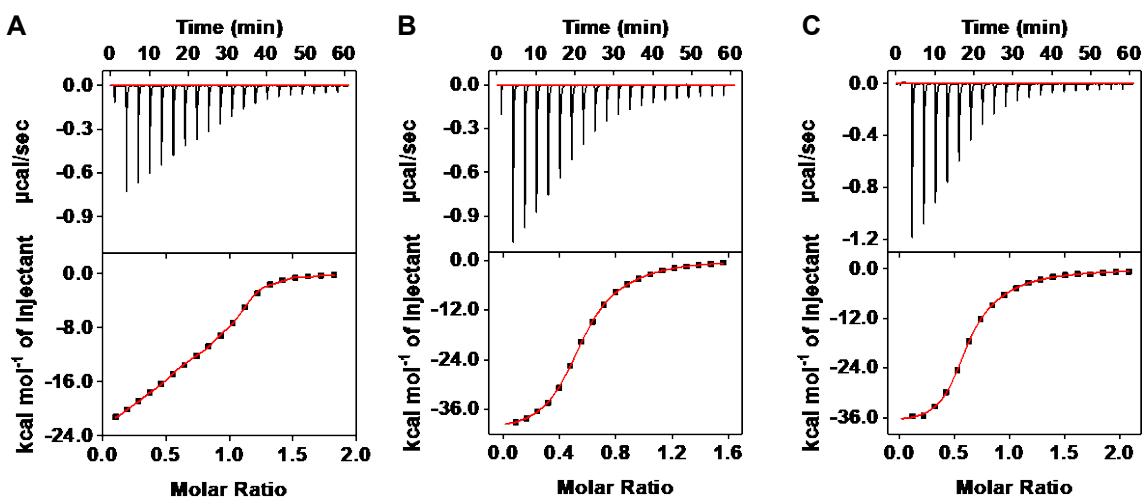 A
Time (min)
0 10 20 30 40 50 60
0.0
-0.3
-0.6
-0.9
µcal/sec
0.0
-8.0
-16.0
-24.0
kcal mol⁻¹ of Injectant
0.0 0.5 1.0 1.5 2.0
Molar Ratio
B
Time (min)
0 10 20 30 40 50 60
0.0
-0.3
-0.6
-0.9
µcal/sec
0.0
-12.0
-24.0
-36.0
kcal mol⁻¹ of Injectant
0.0 0.4 0.8 1.2 1.6
Molar Ratio
C
Time (min)
0 10 20 30 40 50 60
0.0
-0.4
-0.8
-1.2
µcal/sec
0.0
-12.0
-24.0
-36.0
kcal mol⁻¹ of Injectant
0.0 0.5 1.0 1.5 2.0
Molar Ratio